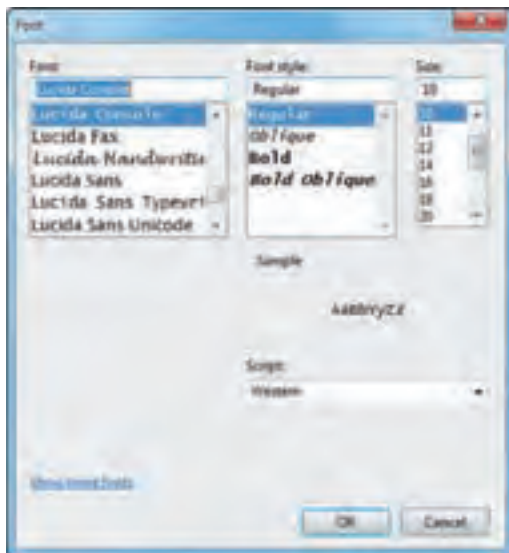 Font
Font:
Lucida Console
Lucida Console
Lucida Fax
Lucida Handwritin
Lucida Sans
Lucida Sans Typewri
Lucida Sans Unicode
Font style:
Regular
Regular
Oblique
Bold
Bold Oblique
Size:
10
10
11
12
14
16
18
20
Sample
AaBbYyZz
Script:
Western
Show more fonts
OK
Cancel